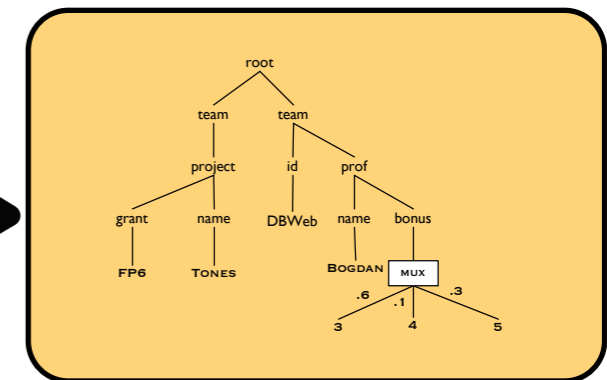 root
team team
project id prof
grant name DBWeb name bonus
FP6 TONES BOGDAN MUX
.6 .1 .3
3 4 5